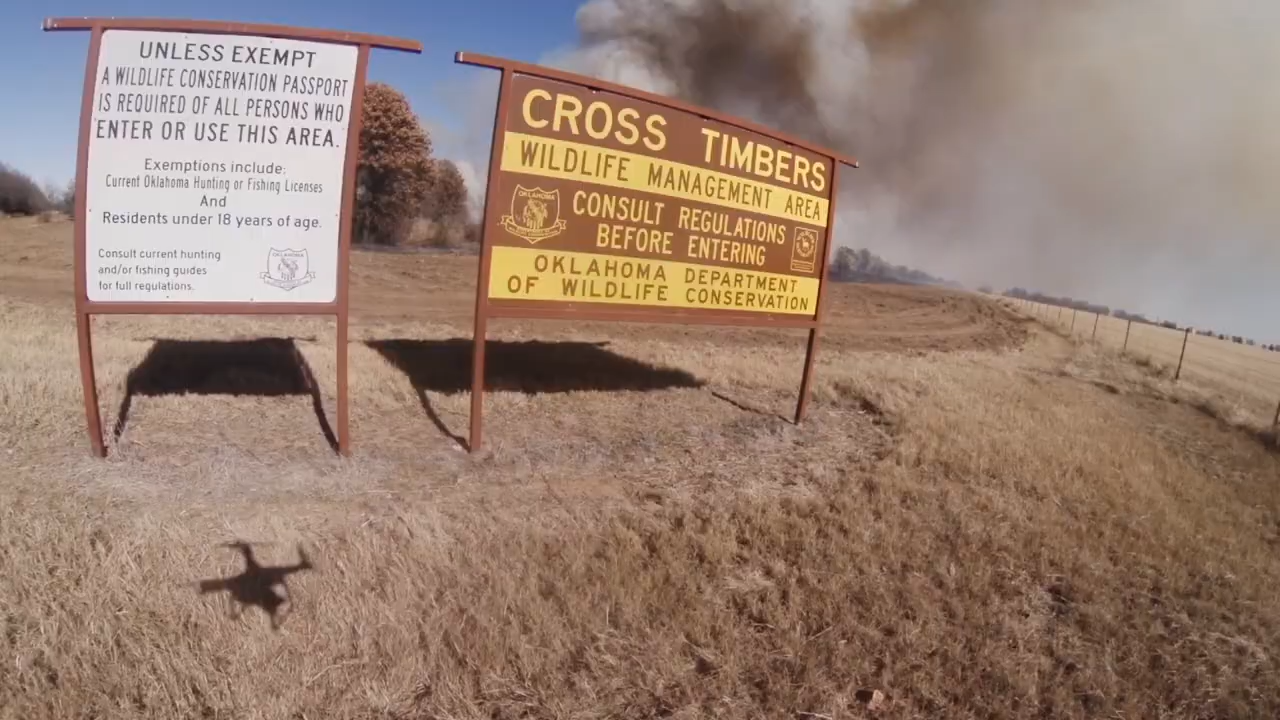 UNLESS EXEMPT
A WILDLIFE CONSERVATION PASSPORT
IS REQUIRED OF ALL PERSONS WHO
ENTER OR USE THIS AREA.
Exemptions include:
Current Oklahoma Hunting or Fishing Licenses
And
Residents under 18 years of age.
Consult current hunting
and/or fishing guides
for full regulations.
OKLAHOMA
CROSS TIMBERS
WILDLIFE MANAGEMENT AREA
OKLAHOMA
CONSULT REGULATIONS
BEFORE ENTERING
OKLAHOMA DEPARTMENT
OF WILDLIFE CONSERVATION